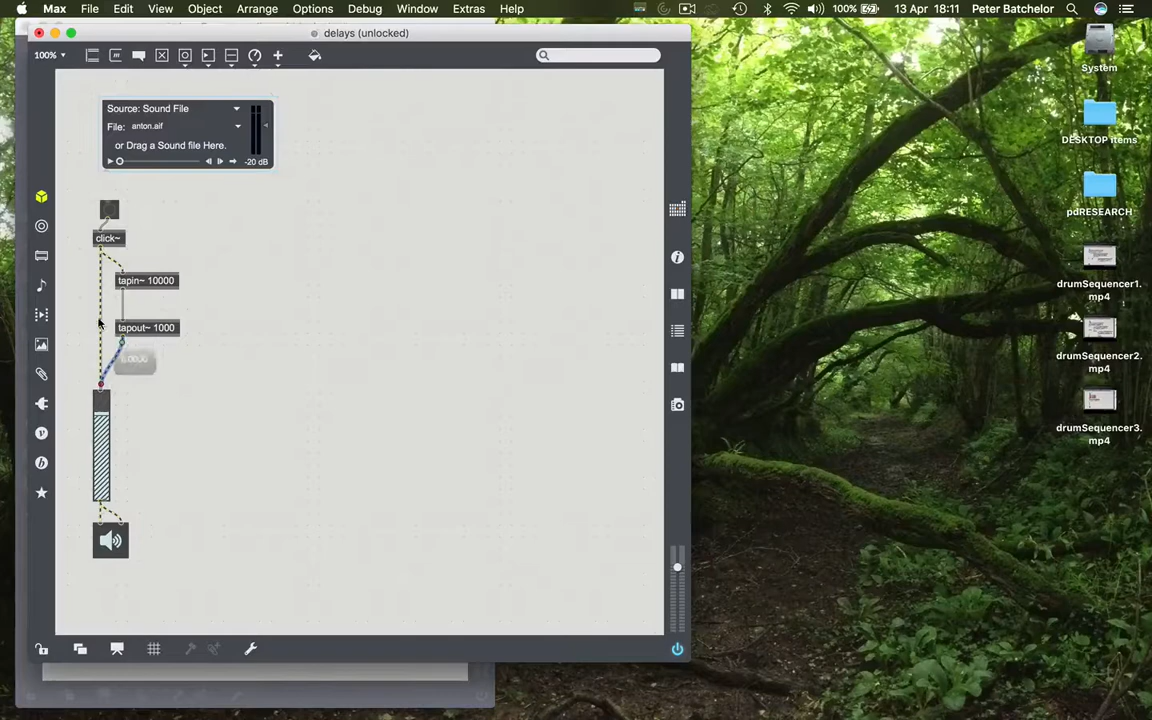 Max File Edit View Object Arrange Options Debug Window Extras Help 100% 13 Apr 18:11 Peter Batchelor
delays (unlocked)
100%
Source: Sound File
File: anton.aif
or Drag a Sound file Here.
-20 dB
click~
tapin~ 10000
tapout~ 1000
System
DESKTOP items
pdRESEARCH
drumSequencer1.
mp4
drumSequencer2.
mp4
drumSequencer3.
mp4